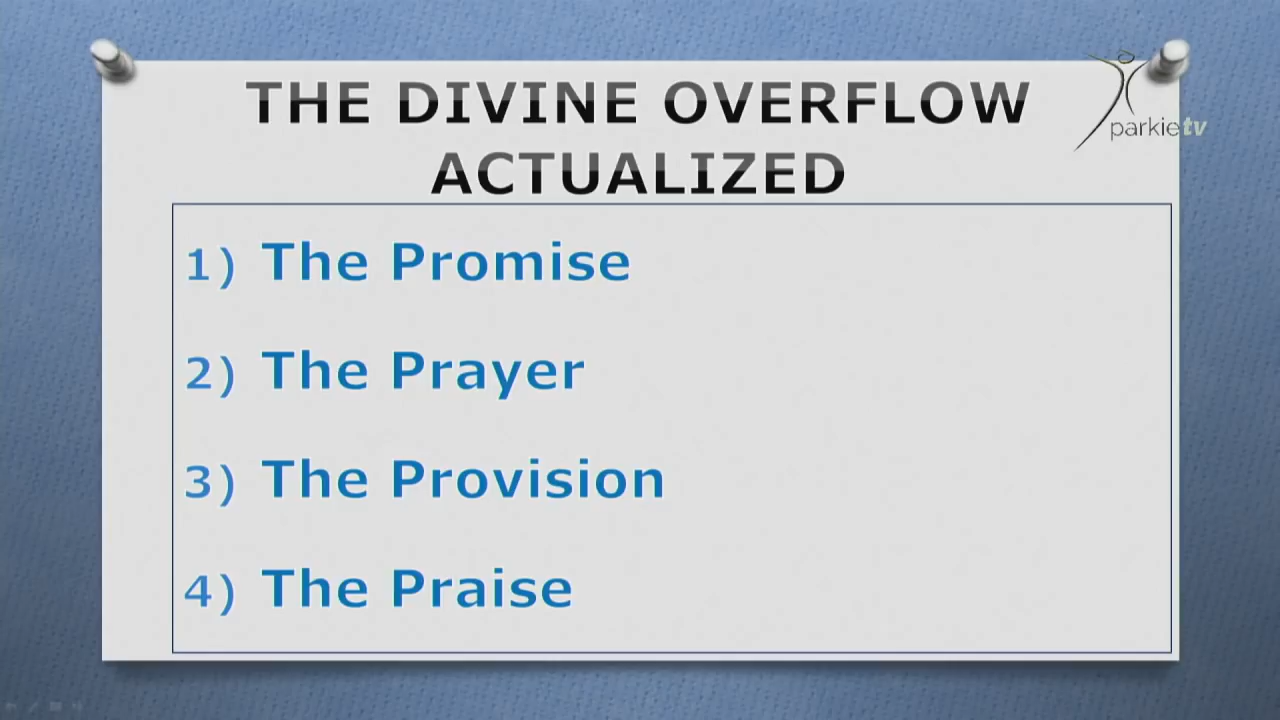 THE DIVINE OVERFLOW
ACTUALIZED
parkietv
1) The Promise
2) The Prayer
3) The Provision
4) The Praise